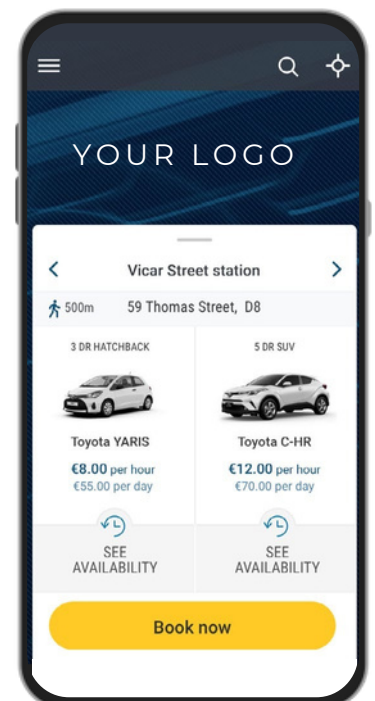 YOUR LOGO
Vicar Street station
500m 59 Thomas Street, D8
3 DR HATCHBACK 5 DR SUV
Toyota YARIS Toyota C-HR
€8.00 per hour €12.00 per hour
€55.00 per day €70.00 per day
SEE SEE
AVAILABILITY AVAILABILITY
Book now